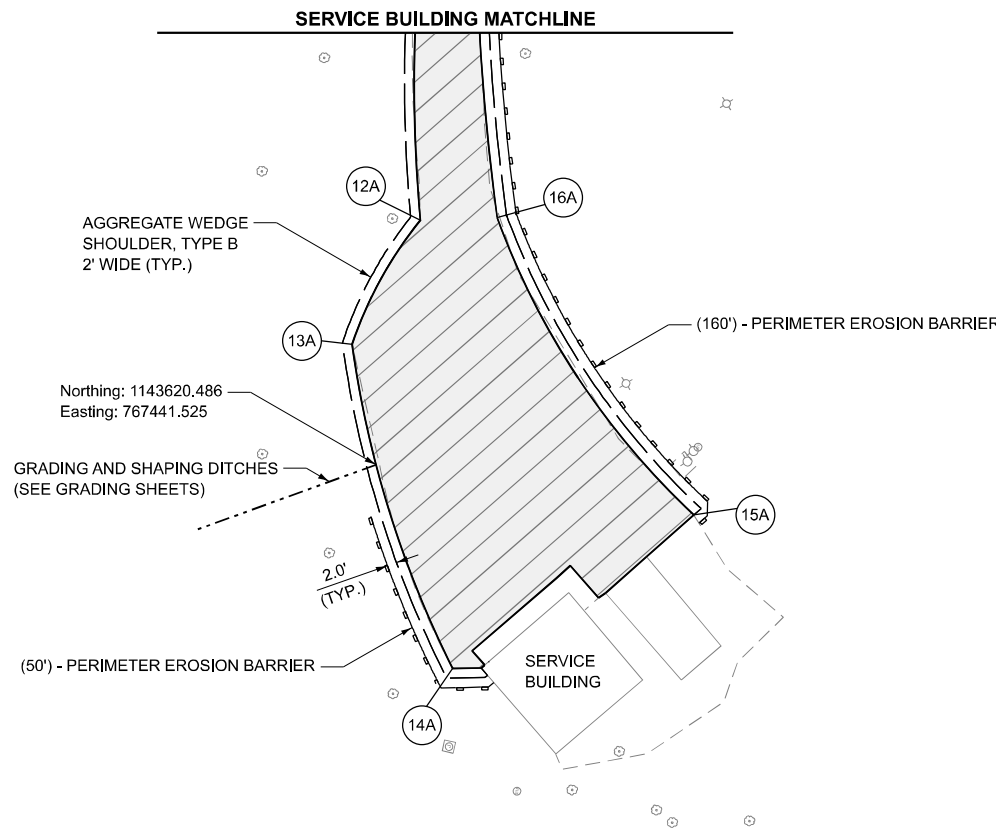 SERVICE BUILDING MATCHLINE
12A
16A
AGGREGATE WEDGE
SHOULDER, TYPE B
2' WIDE (TYP.)
13A
(160') - PERIMETER EROSION BARRIER
Northing: 1143620.486
Easting: 767441.525
GRADING AND SHAPING DITCHES
(SEE GRADING SHEETS)
15A
2.0'
(TYP.)
(50') - PERIMETER EROSION BARRIER
SERVICE
BUILDING
14A